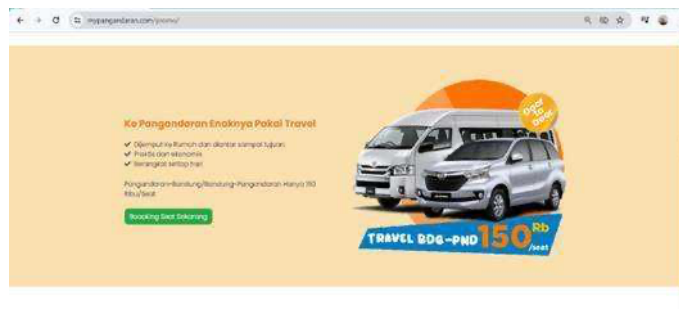 mypangandaran.com/promo/
Ke Pangandaran Enaknya Pakai Travel
Dijemput ke Rumah dan diantar sampai tujuan
Praktis dan ekonomis
Berangkat setiap hari
Pangandaran-Bandung/Bandung-Pangandaran Hanya 150
Ribu/Seat
Boocking Seat Sekarang
Door
to
Door
TRAVEL BDG-PND 150 Rb
/seat